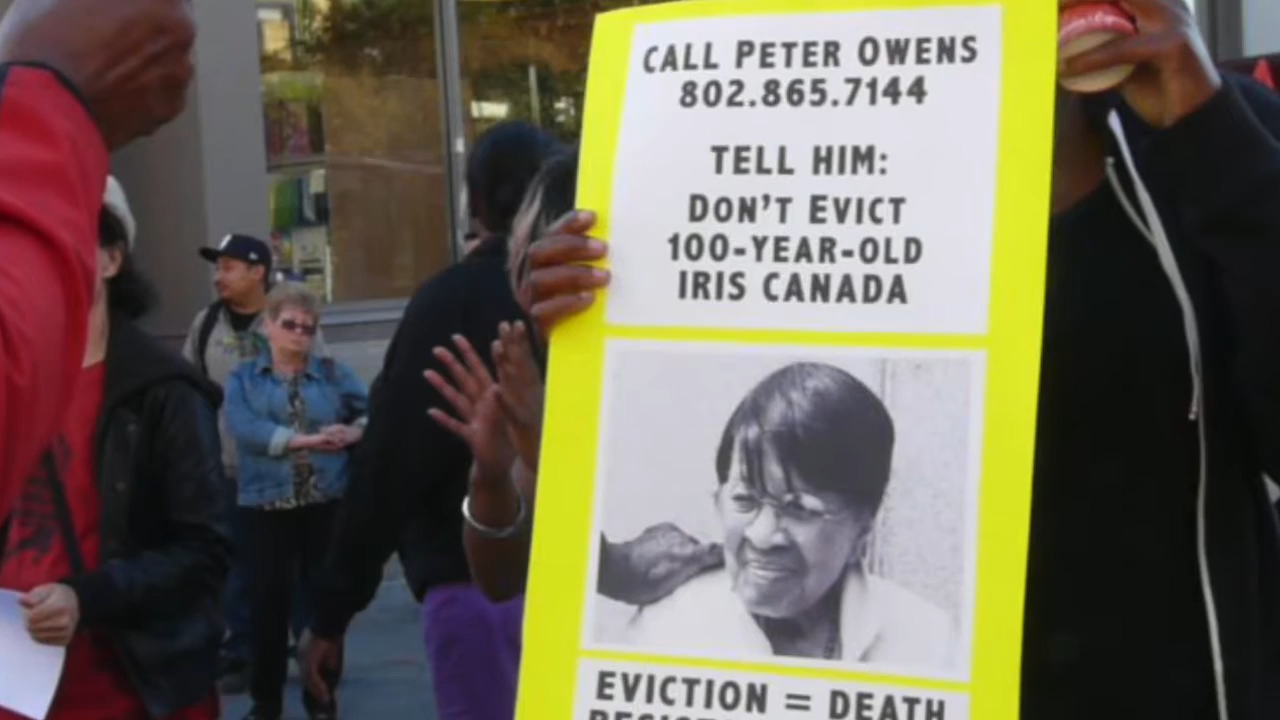 CALL PETER OWENS
802.865.7144
TELL HIM:
DON'T EVICT
100-YEAR-OLD
IRIS CANADA
EVICTION = DEATH